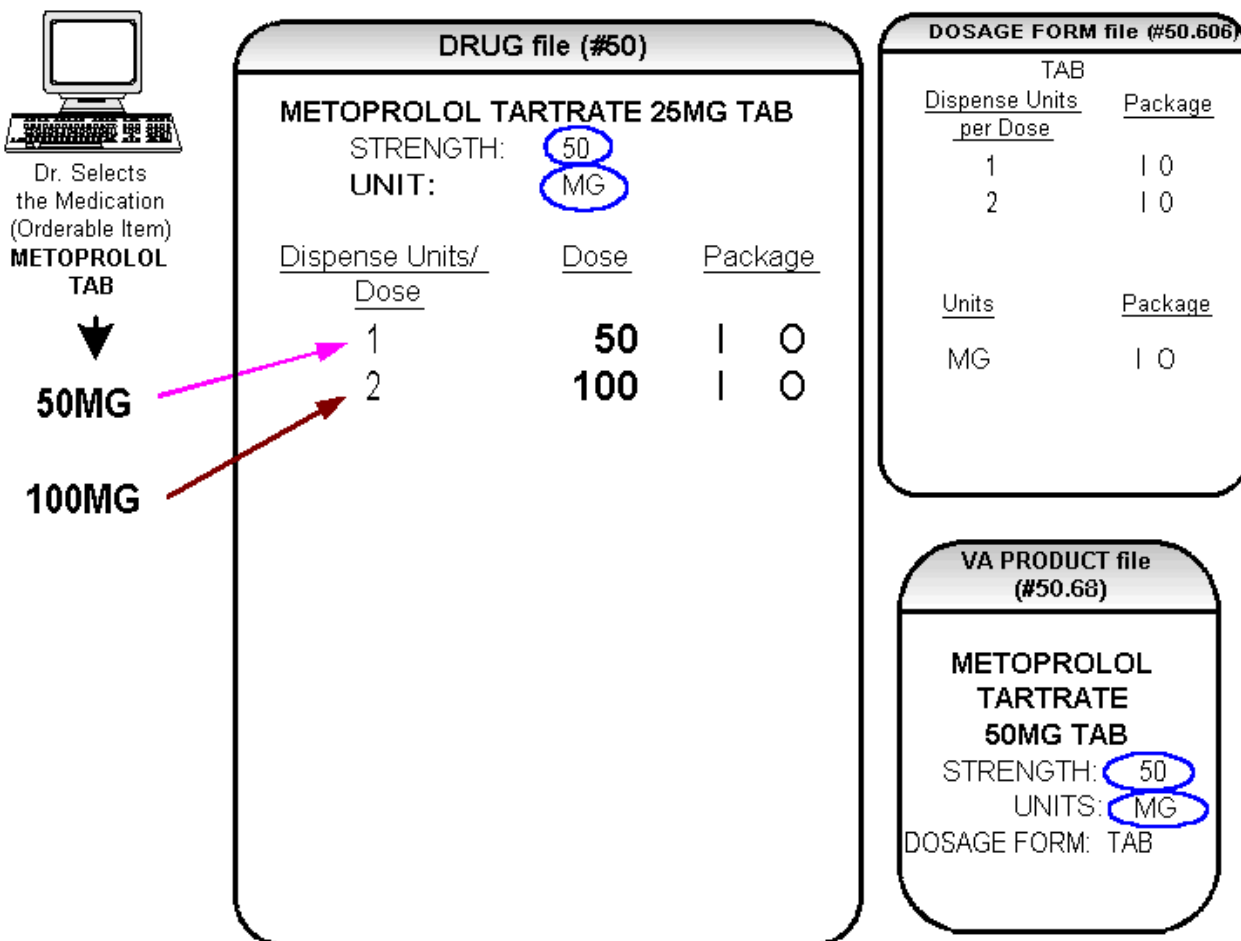 Dr. Selects
the Medication
(Orderable Item)
METOPROLOL
TAB
50MG
100MG
DRUG file (#50)
METOPROLOL TARTRATE 25MG TAB
STRENGTH: 50
UNIT: MG
Dispense Units/ Dose Package
Dose
1 50 I O
2 100 I O
DOSAGE FORM file (#50.606)
TAB
Dispense Units Package
per Dose
1 I O
2 I O
Units Package
MG I O
VA PRODUCT file
(#50.68)
METOPROLOL
TARTRATE
50MG TAB
STRENGTH: 50
UNITS: MG
DOSAGE FORM: TAB